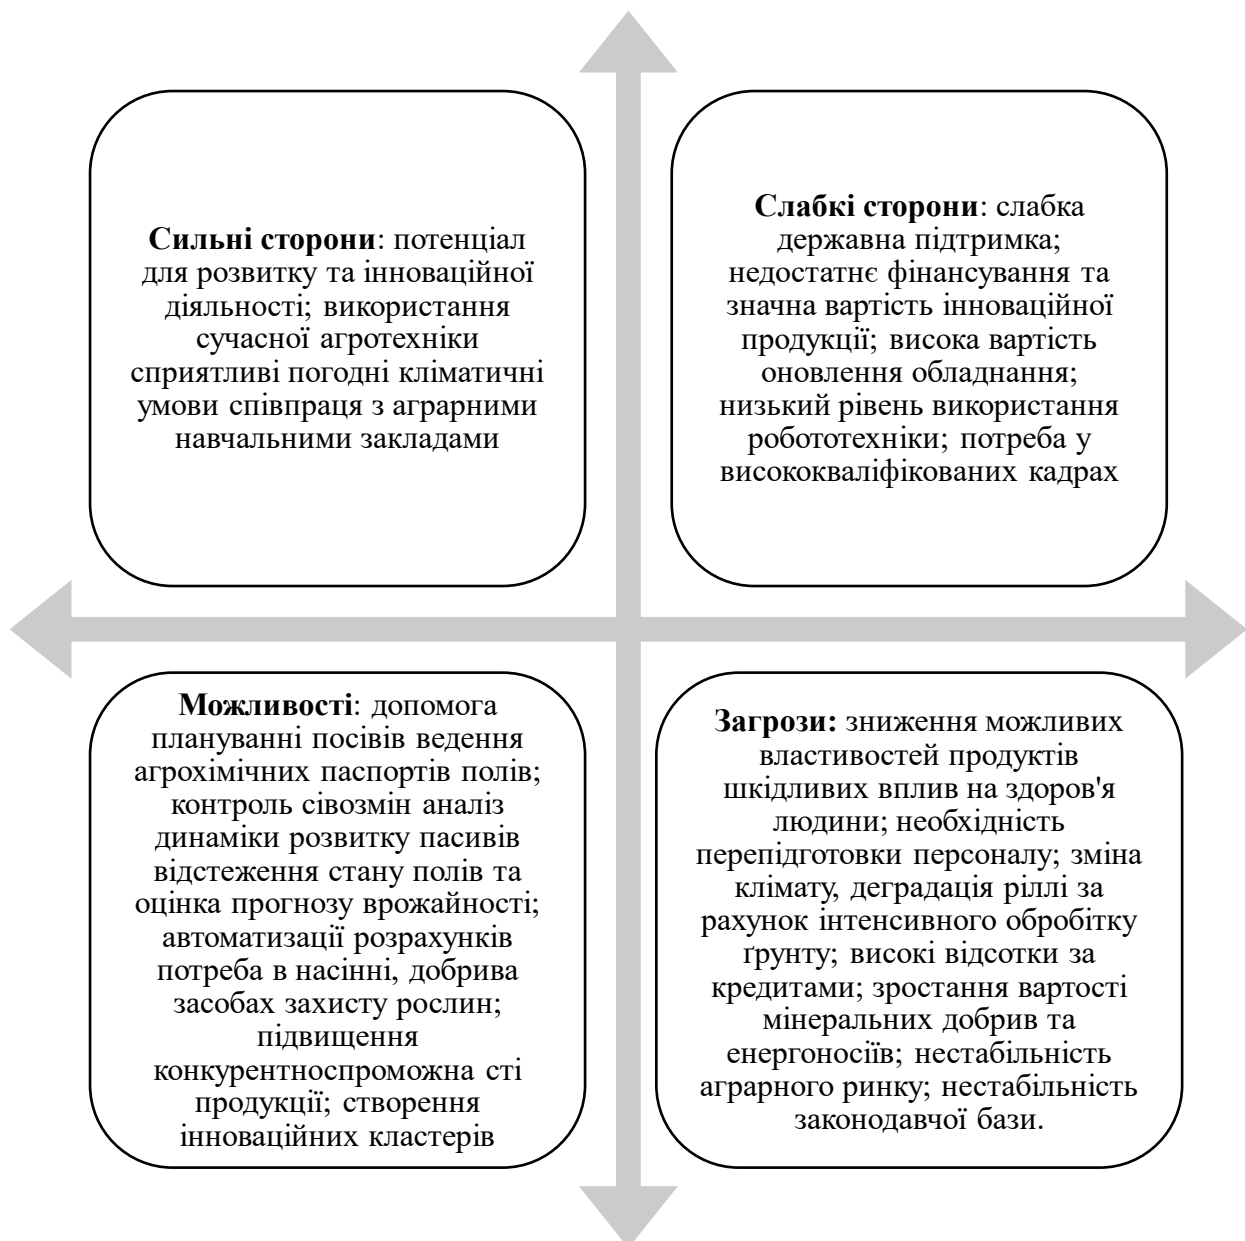 Сильні сторони: потенціал
для розвитку та інноваційної
діяльності; використання
сучасної агротехніки
сприятливі погодні кліматичні
умови співпраця з аграрними
навчальними закладами
Слабкі сторони: слабка
державна підтримка;
недостатнє фінансування та
значна вартість інноваційної
продукції; висока вартість
оновлення обладнання;
низький рівень використання
робототехніки; потреба у
висококваліфікованих кадрах
Можливості: допомога
плануванні посівів ведення
агрохімічних паспортів полів;
контроль сівозмін аналіз
динаміки розвитку пасивів
відстеження стану полів та
оцінка прогнозу врожайності;
автоматизації розрахунків
потреба в насінні, добрива
засобах захисту рослин;
підвищення
конкурентноспроможна сті
продукції; створення
інноваційних кластерів
Загрози: зниження можливих
властивостей продуктів
шкідливих вплив на здоров'я
людини; необхідність
перепідготовки персоналу; зміна
клімату, деградація ріллі за
рахунок інтенсивного обробітку
ґрунту; високі відсотки за
кредитами; зростання вартості
мінеральних добрив та
енергоносіїв; нестабільність
аграрного ринку; нестабільність
законодавчої бази.